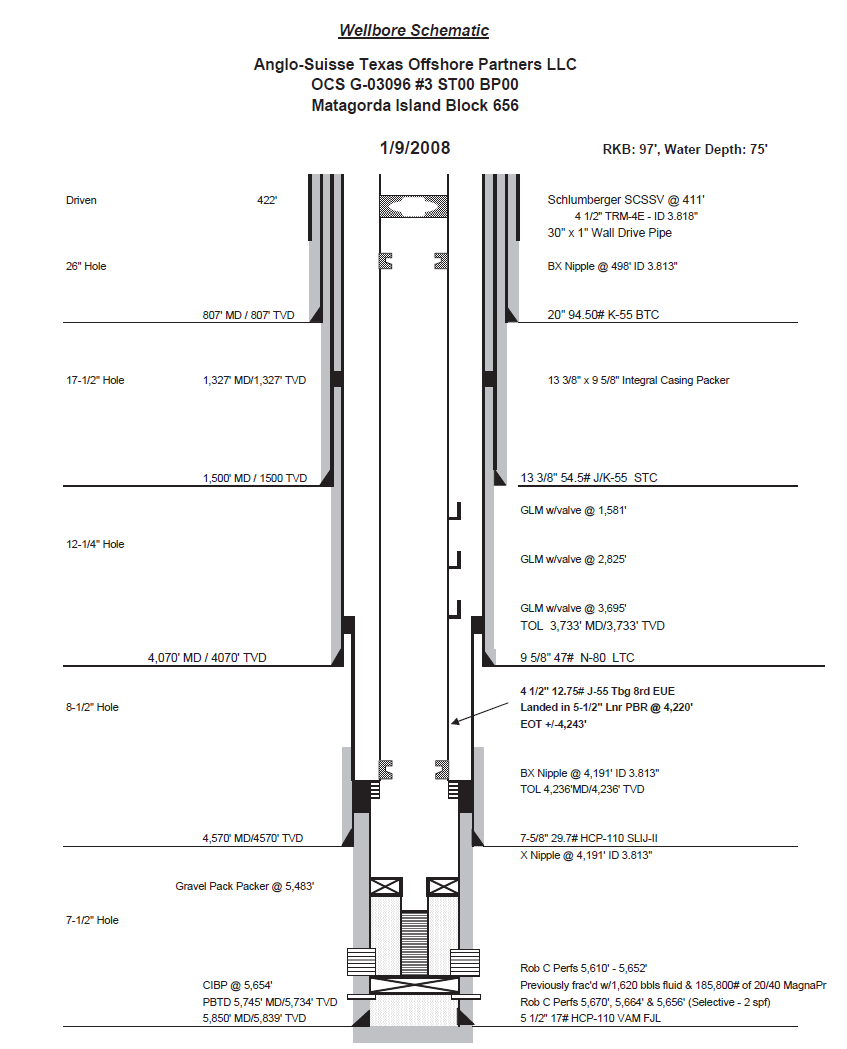 Wellbore Schematic
Anglo-Suisse Texas Offshore Partners LLC
OCS G-03096 #3 ST00 BP00
Matagorda Island Block 656
1/9/2008
RKB: 97', Water Depth: 75'
Driven 422' Schlumberger SCSSV @ 411'
4 1/2" TRM-4E - ID 3.818"
30" x 1" Wall Drive Pipe
26" Hole BX Nipple @ 498' ID 3.813"
807' MD / 807' TVD 20" 94.50# K-55 BTC
17-1/2" Hole 1,327' MD/1,327' TVD 13 3/8" x 9 5/8" Integral Casing Packer
1,500' MD / 1500 TVD 13 3/8" 54.5# J/K-55 STC
GLM w/valve @ 1,581'
12-1/4" Hole
GLM w/valve @ 2,825'
GLM w/valve @ 3,695'
TOL 3,733' MD/3,733' TVD
4,070' MD / 4070' TVD 9 5/8" 47# N-80 LTC
4 1/2" 12.75# J-55 Tbg 8rd EUE
8-1/2" Hole Landed in 5-1/2" Lnr PBR @ 4,220'
EOT +/-4,243'
BX Nipple @ 4,191' ID 3.813"
TOL 4,236'MD/4,236' TVD
4,570' MD/4570' TVD 7-5/8" 29.7# HCP-110 SLIJ-II
X Nipple @ 4,191' ID 3.813"
Gravel Pack Packer @ 5,483'
7-1/2" Hole
Rob C Perfs 5,610' - 5,652'
CIBP @ 5,654' Previously frac'd w/1,620 bbls fluid & 185,800# of 20/40 MagnaPr
PBTD 5,745' MD/5,734' TVD Rob C Perfs 5,670', 5,664' & 5,656' (Selective - 2 spf)
5,850' MD/5,839' TVD 5 1/2" 17# HCP-110 VAM FJL